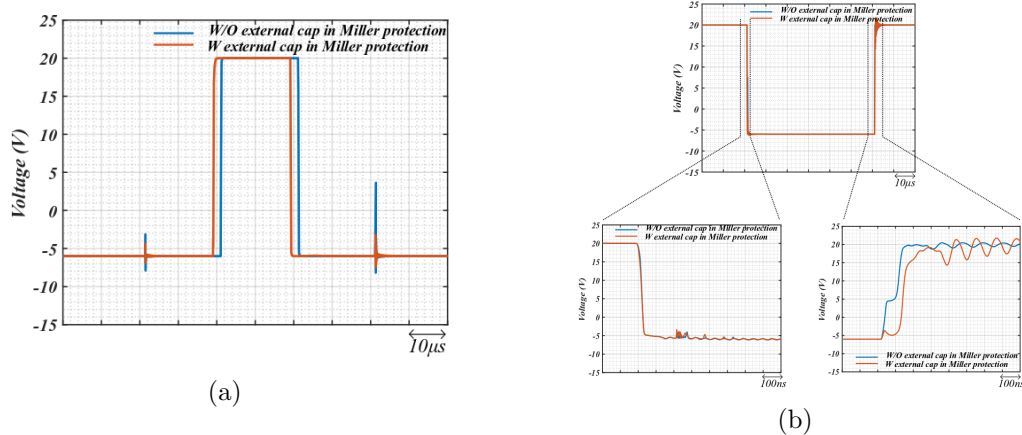 W/O external cap in Miller protection
W external cap in Miller protection
25
20
15
10
5
0
-5
-10
-15
Voltage (V)
10μs
(a)
W/O external cap in Miller protection
W external cap in Miller protection
25
20
15
10
5
0
-5
-10
-15
Voltage (V)
10μs
W/O external cap in Miller protection
W external cap in Miller protection
25
20
15
10
5
0
-5
-10
-15
Voltage (V)
100ns
25
20
15
10
5
0
-5
-10
-15
Voltage (V)
W/O external cap in Miller protection
W external cap in Miller protection
100ns
(b)